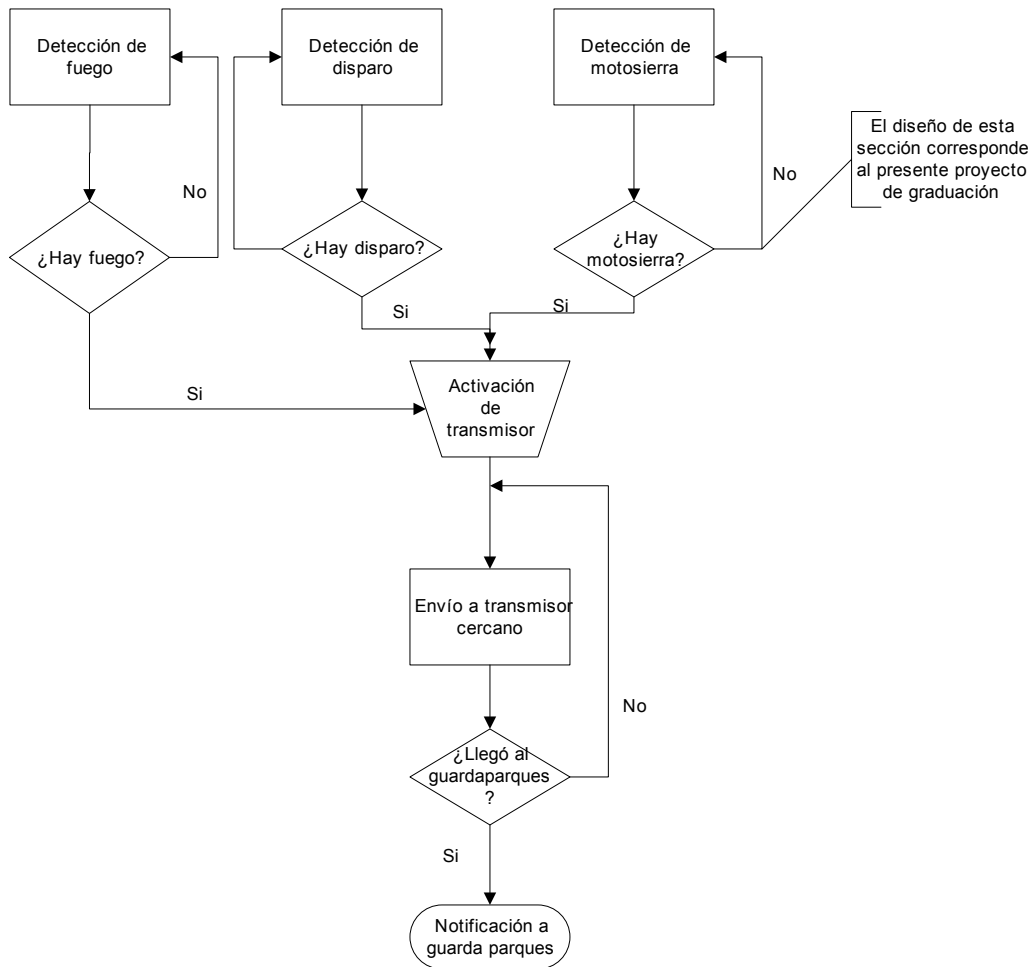 Detección de
fuego
Detección de
disparo
Detección de
motosierra
El diseño de esta
sección corresponde
al presente proyecto
de graduación
No
No
¿Hay fuego?
¿Hay disparo?
¿Hay
motosierra?
Si
Si
Si
Activación
de
transmisor
Envío a transmisor
cercano
No
¿Llegó al
guardaparques
?
Si
Notificación a
guarda parques